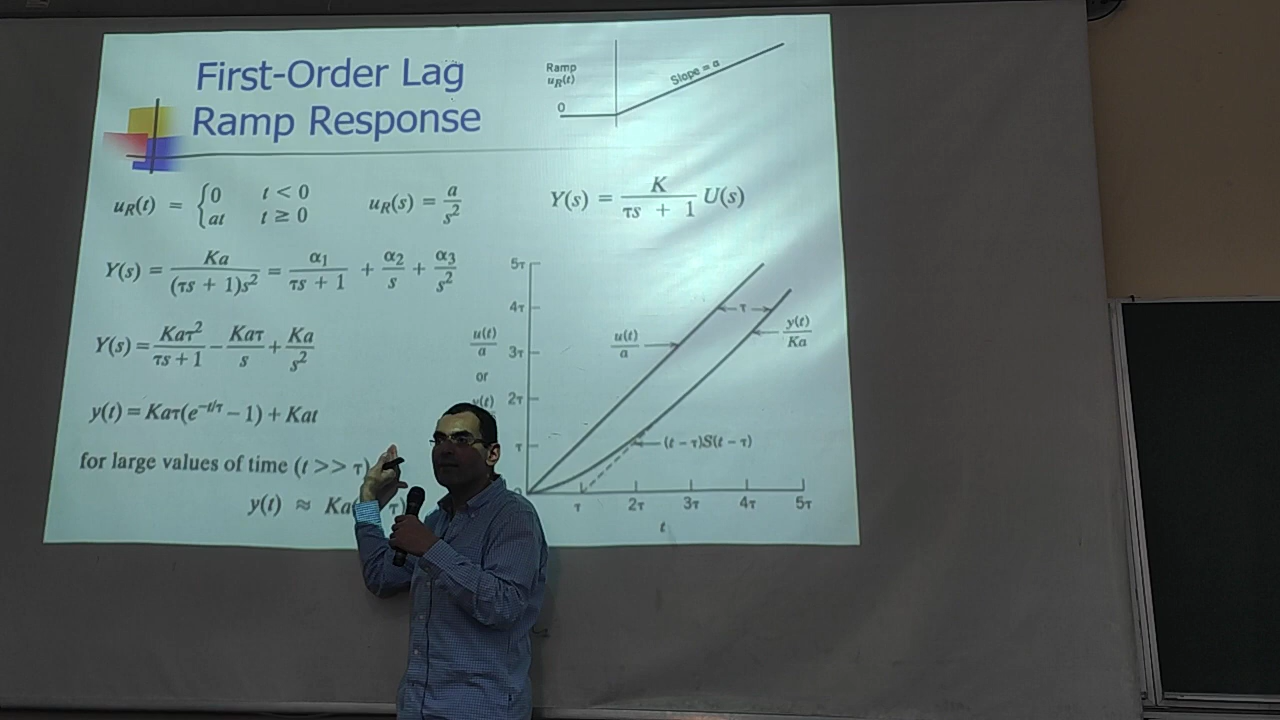 First-Order Lag
Ramp Response
Ramp
u_R(t)
0
Slope = a
u_R(t) = { 0 t < 0
at t ≥ 0
u_R(s) = a/s²
Y(s) = K/(τs + 1) U(s)
Y(s) = Ka/((τs + 1)s²) = α₁/(τs + 1) + α₂/s + α₃/s²
Y(s) = Kaτ²/(τs + 1) − Kaτ/s + Ka/s²
y(t) = Kaτ(e^(−t/τ) − 1) + Kat
for large values of time (t >> τ)
y(t) ≈ Ka( τ)
5τ
4τ
3τ
2τ
τ
0
u(t)/a
or
y(t)
u(t)/a
τ
y(t)/Ka
(t − τ)S(t − τ)
τ 2τ 3τ 4τ 5τ
t